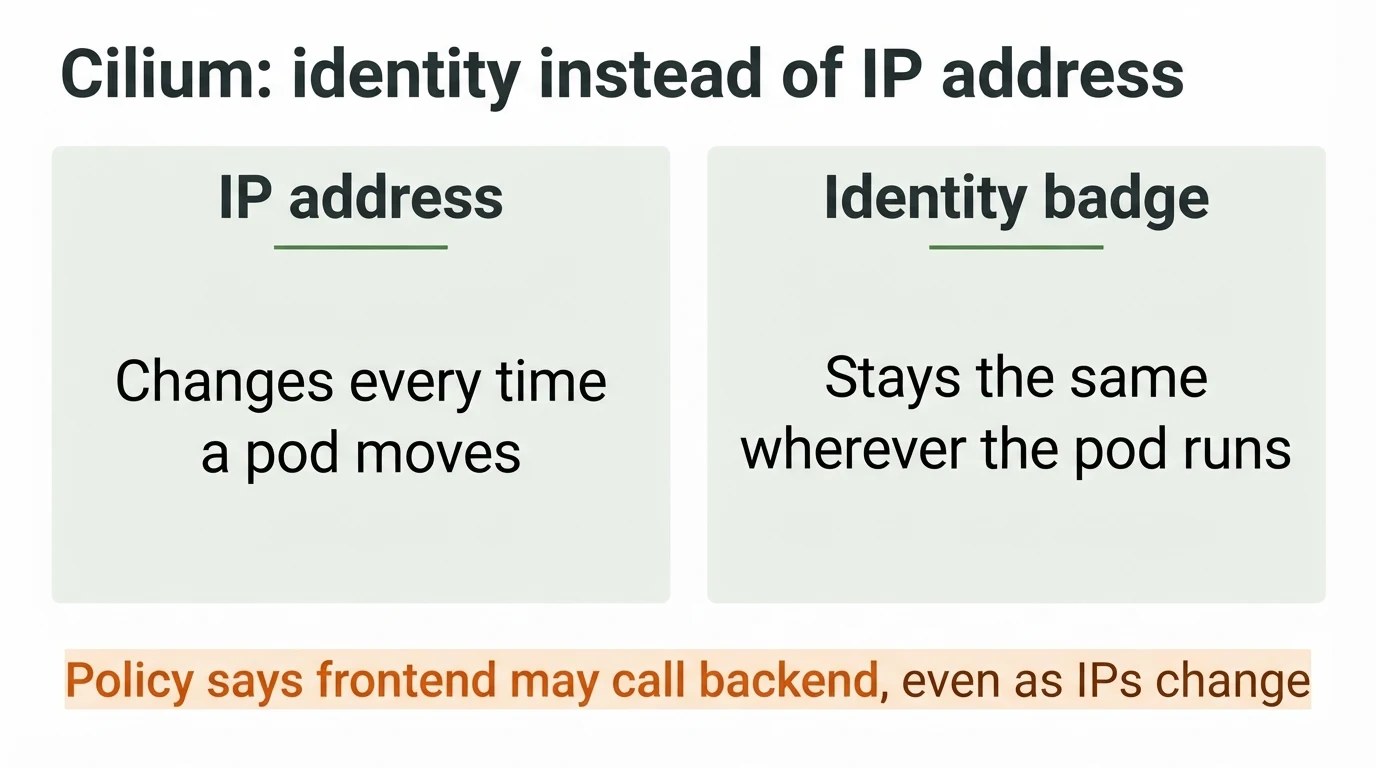 Cilium: identity instead of IP address
IP address
Changes every time
a pod moves
Identity badge
Stays the same
wherever the pod runs
Policy says frontend may call backend, even as IPs change